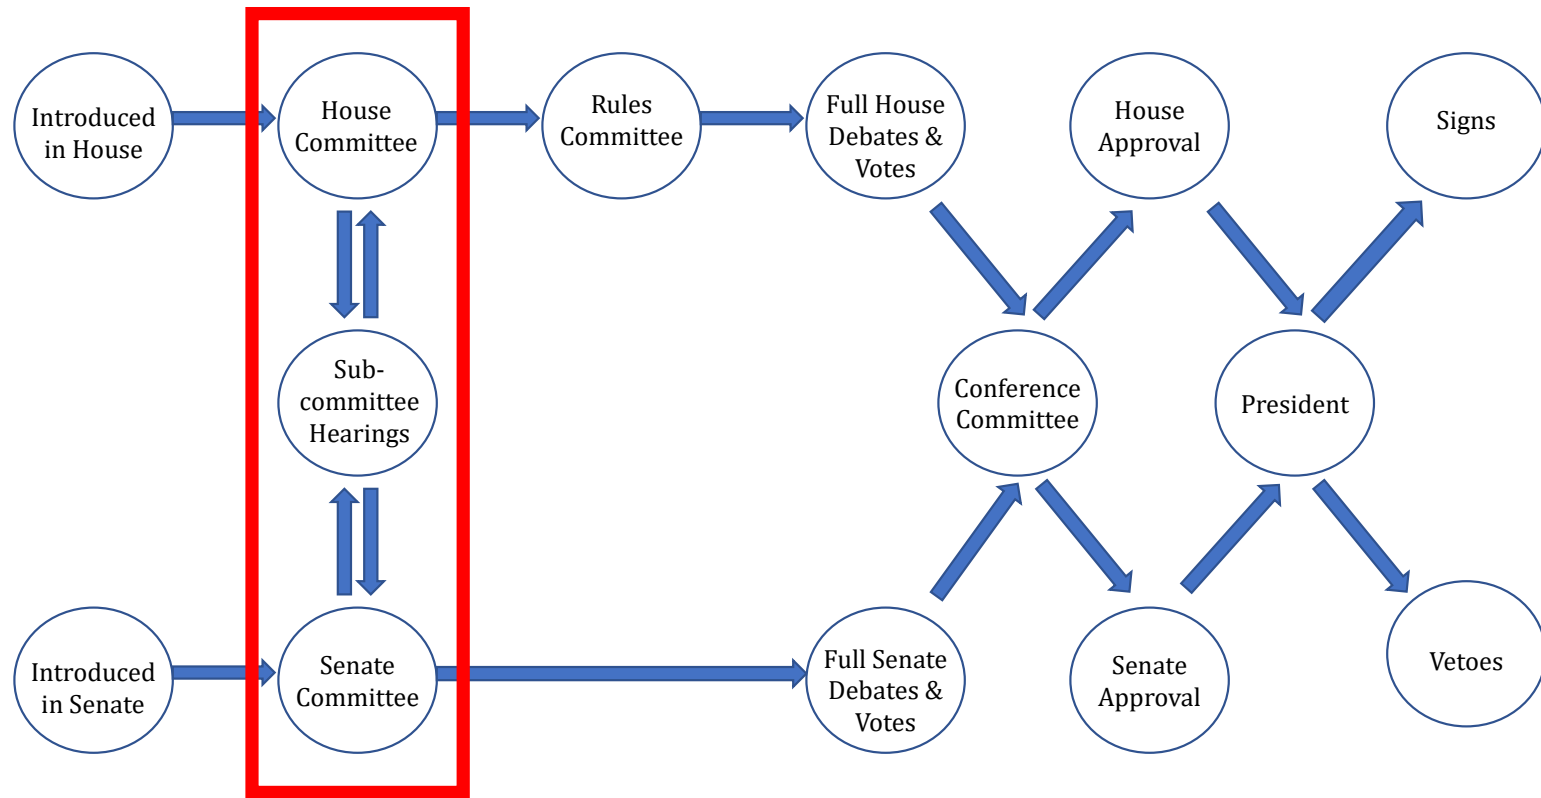 Introduced
in House
House
Committee
Rules
Committee
Full House
Debates &
Votes
House
Approval
Signs
Sub-
committee
Hearings
Conference
Committee
President
Introduced
in Senate
Senate
Committee
Full Senate
Debates &
Votes
Senate
Approval
Vetoes